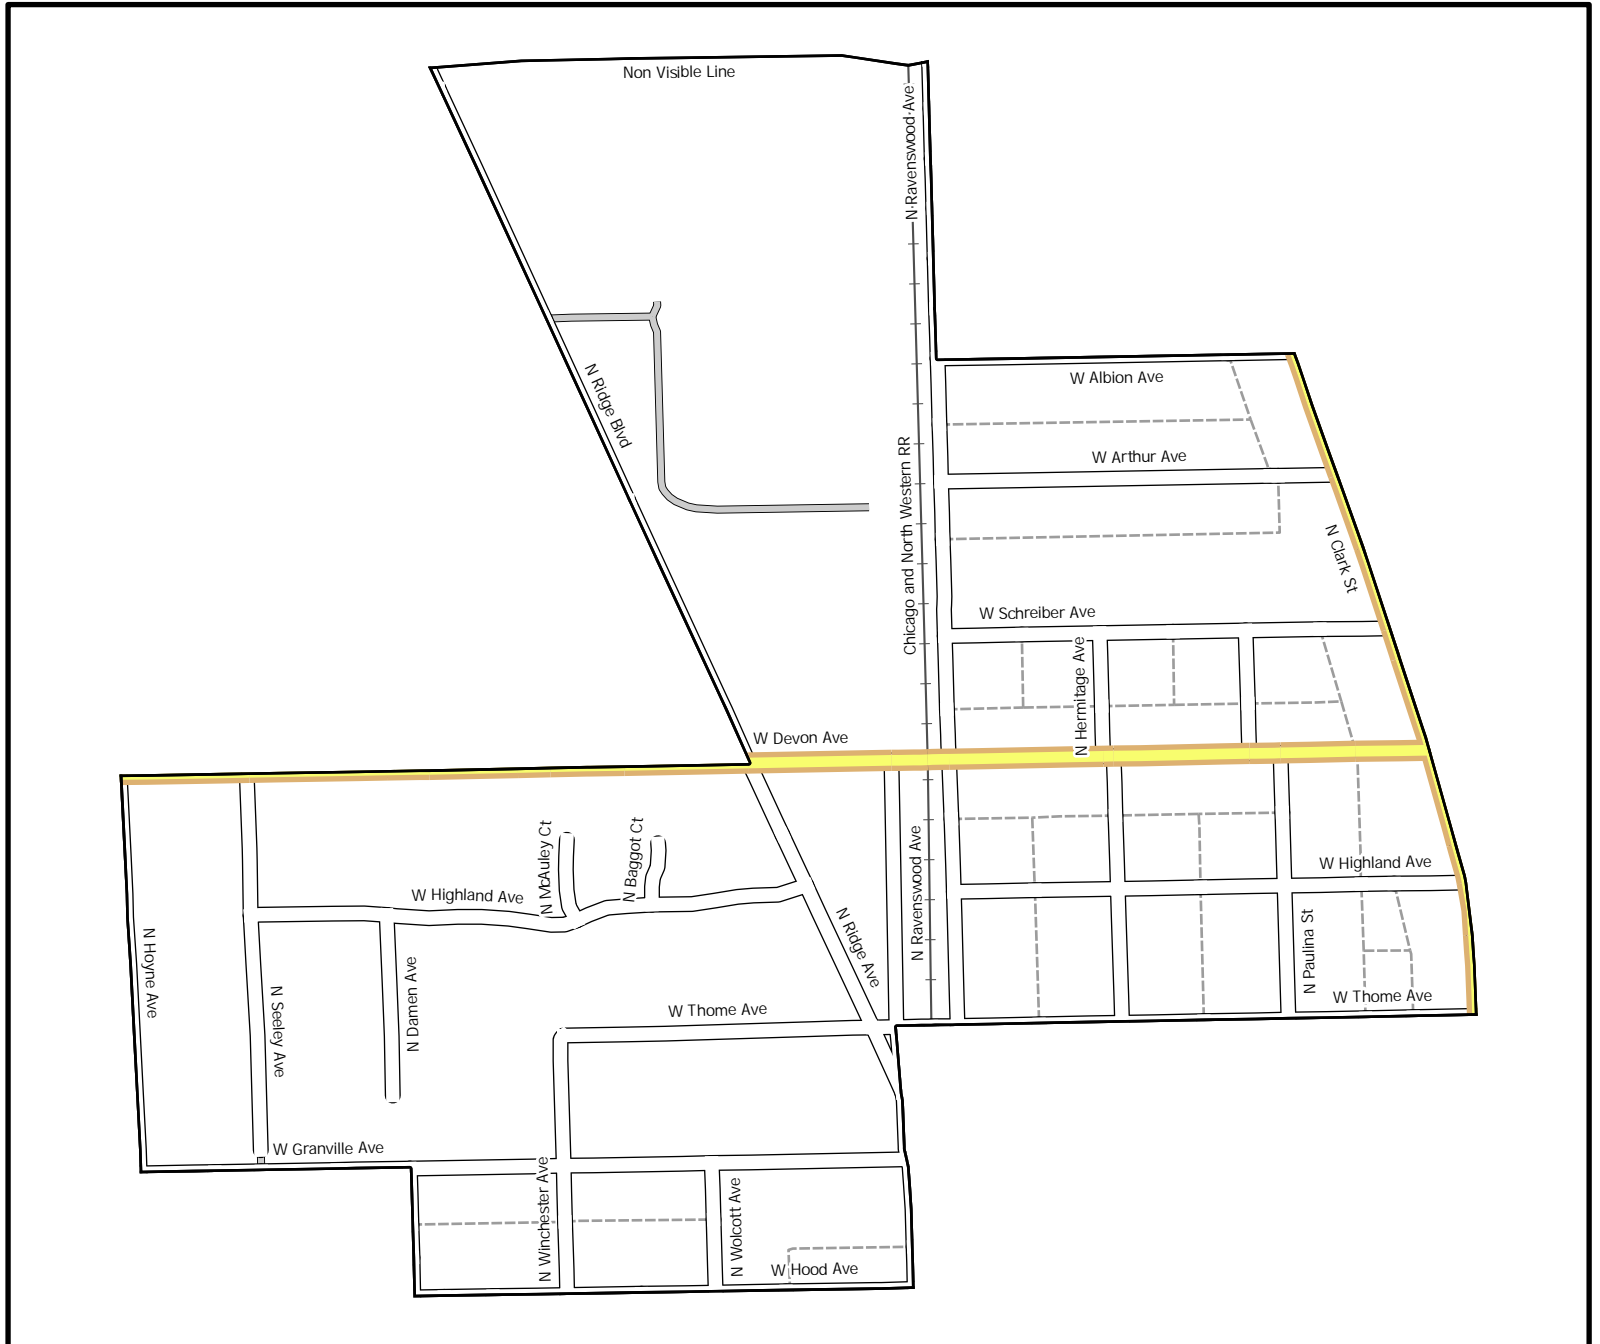 Non Visible Line
N Ravenswood Ave
N Ridge Blvd
W Albion Ave
W Arthur Ave
Chicago and North Western RR
N Clark St
W Schreiber Ave
N Hermitage Ave
W Devon Ave
N McAuley Ct
N Baggot Ct
W Highland Ave
N Ravenswood Ave
W Highland Ave
N Ridge Ave
N Paulina St
N Hoyne Ave
N Seeley Ave
N Damen Ave
W Thome Ave
W Thome Ave
W Granville Ave
N Winchester Ave
N Wolcott Ave
W Hood Ave